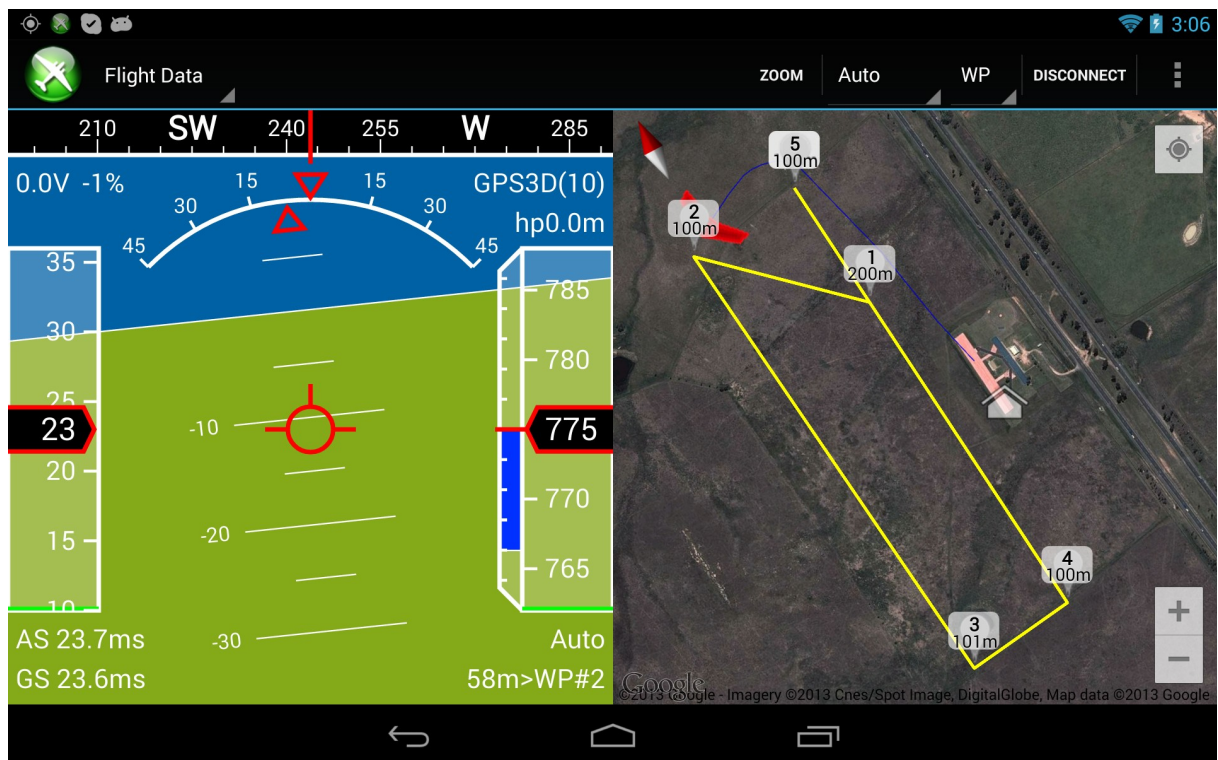 3:06
Flight Data
ZOOM
Auto
WP
DISCONNECT
210 SW 240 255 W 285
0.0V -1%
GPS3D(10)
hp0.0m
45 30 15 15 30 45
35
30
25
23
20
15
10
785
780
775
770
765
-10
-20
-30
AS 23.7ms
GS 23.6ms
Auto
58m>WP#2
5
100m
2
100m
1
200m
4
100m
3
101m
+
−
Google
©2013 Google - Imagery ©2013 Cnes/Spot Image, DigitalGlobe, Map data ©2013 Google